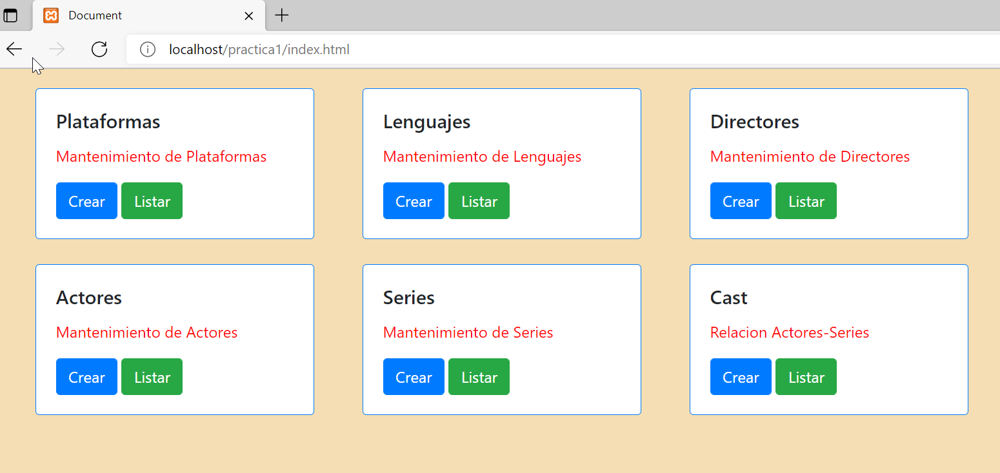 Document
localhost/practica1/index.html
Plataformas
Mantenimiento de Plataformas
Crear Listar
Lenguajes
Mantenimiento de Lenguajes
Crear Listar
Directores
Mantenimiento de Directores
Crear Listar
Actores
Mantenimiento de Actores
Crear Listar
Series
Mantenimiento de Series
Crear Listar
Cast
Relacion Actores-Series
Crear Listar